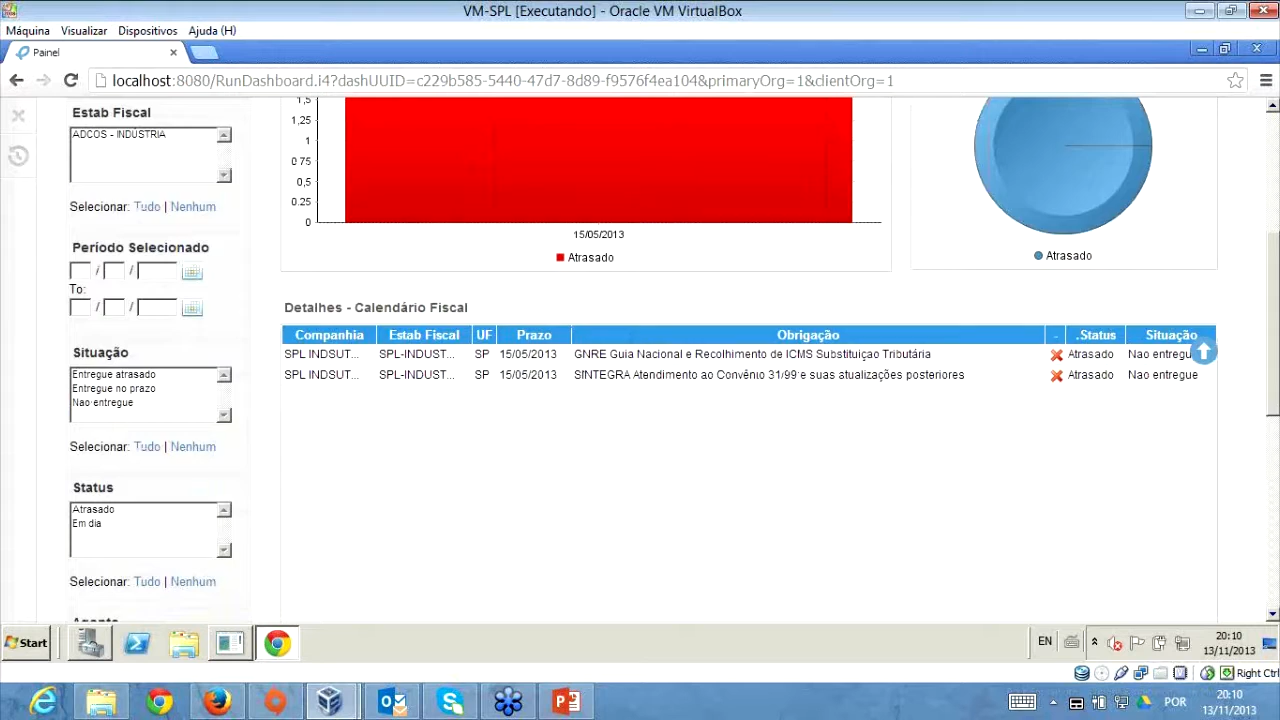 VM-SPL [Executando] - Oracle VM VirtualBox
Máquina Visualizar Dispositivos Ajuda (H)
Painel
localhost:8080/RunDashboard.i4?dashUUID=c229b585-5440-47d7-8d89-f9576f4ea104&primaryOrg=1&clientOrg=1
Estab Fiscal
ADCOS - INDÚSTRIA
Selecionar: Tudo | Nenhum
Período Selecionado
/ /
To:
/ /
Situação
Entregue atrasado
Entregue no prazo
Nao entregue
Selecionar: Tudo | Nenhum
Status
Atrasado
Em dia
Selecionar: Tudo | Nenhum
1,5
1,25
1
0,75
0,5
0,25
0
15/05/2013
Atrasado
Atrasado
Detalhes - Calendário Fiscal
Companhia Estab Fiscal UF Prazo Obrigação - .Status Situação
SPL INDSUT... SPL-INDUST... SP 15/05/2013 GNRE Guia Nacional e Recolhimento de ICMS Substituiçao Tributária Atrasado Nao entregu
SPL INDSUT... SPL-INDUST... SP 15/05/2013 SINTEGRA Atendimento ao Convênio 31/99 e suas atualizações posteriores Atrasado Nao entregue
Start
EN
20:10
13/11/2013
Right Ctrl
POR
20:10
13/11/2013